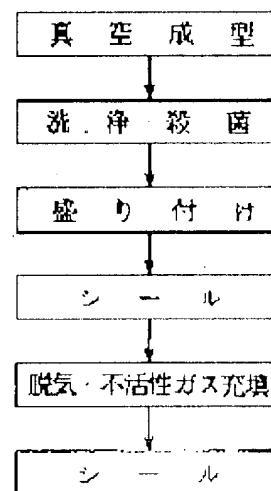 真空成型
洗浄殺菌
盛り付け
シール
脱気・不活性ガス充填
シール